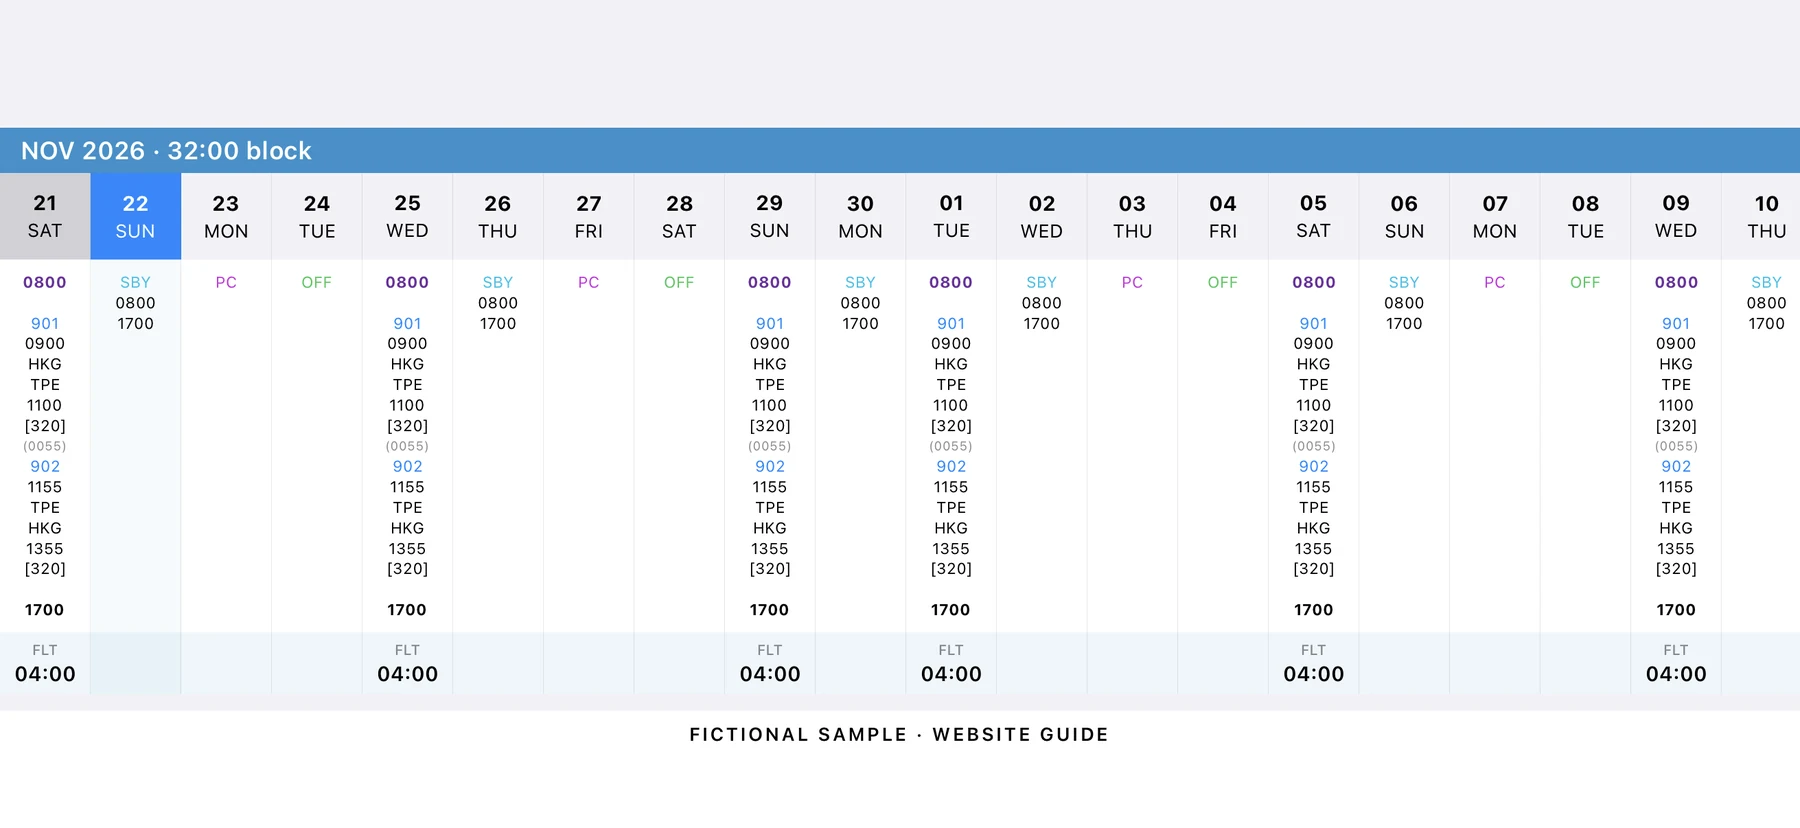 NOV 2026 · 32:00 block
21 22 23 24 25 26 27 28 29 30 01 02 03 04 05 06 07 08 09 10
SAT SUN MON TUE WED THU FRI SAT SUN MON TUE WED THU FRI SAT SUN MON TUE WED THU
0800 SBY PC OFF 0800 SBY PC OFF 0800 SBY 0800 SBY PC OFF 0800 SBY PC OFF 0800 SBY
0800 0800 0800 0800 0800 0800
901 1700 901 1700 901 1700 901 1700 901 1700 901 1700
0900 0900 0900 0900 0900 0900
HKG HKG HKG HKG HKG HKG
TPE TPE TPE TPE TPE TPE
1100 1100 1100 1100 1100 1100
[320] [320] [320] [320] [320] [320]
(0055) (0055) (0055) (0055) (0055) (0055)
902 902 902 902 902 902
1155 1155 1155 1155 1155 1155
TPE TPE TPE TPE TPE TPE
HKG HKG HKG HKG HKG HKG
1355 1355 1355 1355 1355 1355
[320] [320] [320] [320] [320] [320]
1700 1700 1700 1700 1700 1700
FLT FLT FLT FLT FLT FLT
04:00 04:00 04:00 04:00 04:00 04:00
FICTIONAL SAMPLE · WEBSITE GUIDE